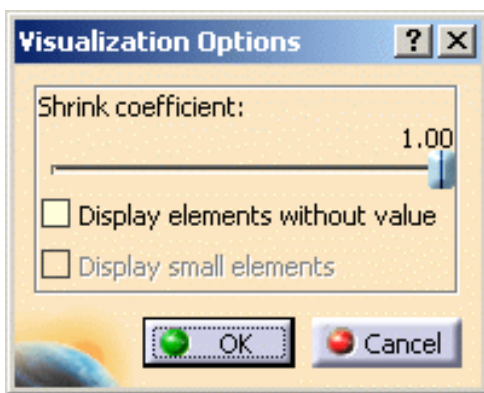 Visualization Options
Shrink coefficient:
1.00
Display elements without value
Display small elements
OK Cancel